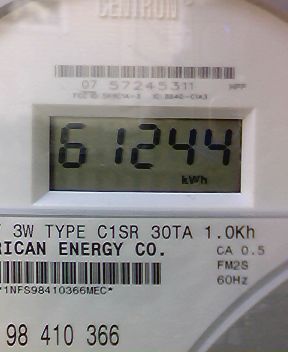 CENTRON
07 57245311
61244
kWh
3W TYPE C1SR 30TA 1.0Kh
RICAN ENERGY CO.
CA 0.5
FM2S
60Hz
*1NFS98410366MEC*
98 410 366